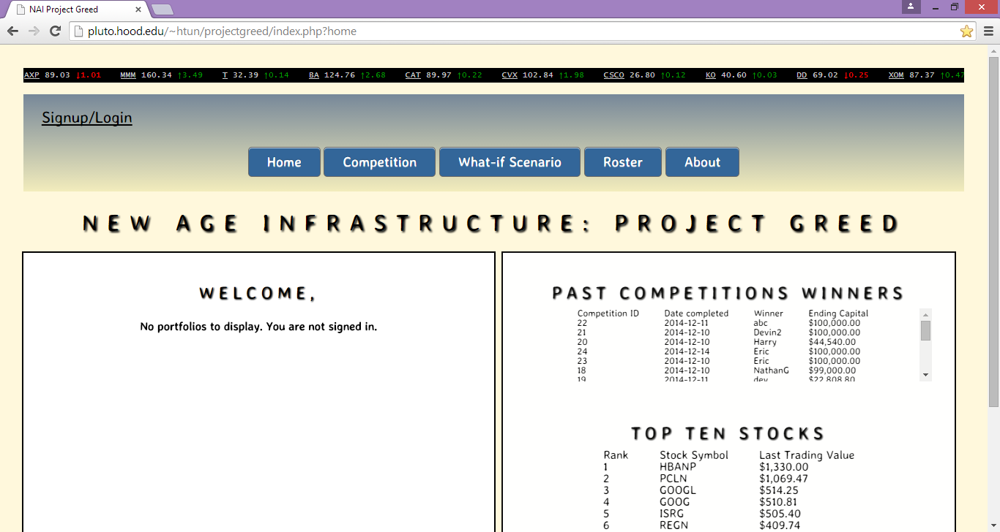 NAI Project Greed
pluto.hood.edu/~htun/projectgreed/index.php?home
AXP 89.03 ↓1.01 MMM 160.34 ↑3.49 T 32.39 ↑0.14 BA 124.76 ↑2.68 CAT 89.97 ↑0.22 CVX 102.84 ↑1.98 CSCO 26.80 ↑0.12 KO 40.60 ↑0.03 DD 69.02 ↓0.25 XOM 87.37 ↑0.47
Signup/Login
Home Competition What-if Scenario Roster About
NEW AGE INFRASTRUCTURE: PROJECT GREED
WELCOME,
No portfolios to display. You are not signed in.
PAST COMPETITIONS WINNERS
Competition ID Date completed Winner Ending Capital
22 2014-12-11 abc $100,000.00
21 2014-12-10 Devin2 $100,000.00
20 2014-12-10 Harry $44,540.00
24 2014-12-14 Eric $100,000.00
23 2014-12-10 Eric $100,000.00
18 2014-12-10 NathanG $99,000.00
19 2014-12-11 dev $22,808.80
TOP TEN STOCKS
Rank Stock Symbol Last Trading Value
1 HBANP $1,330.00
2 PCLN $1,069.47
3 GOOGL $514.25
4 GOOG $510.81
5 ISRG $505.40
6 REGN $409.74